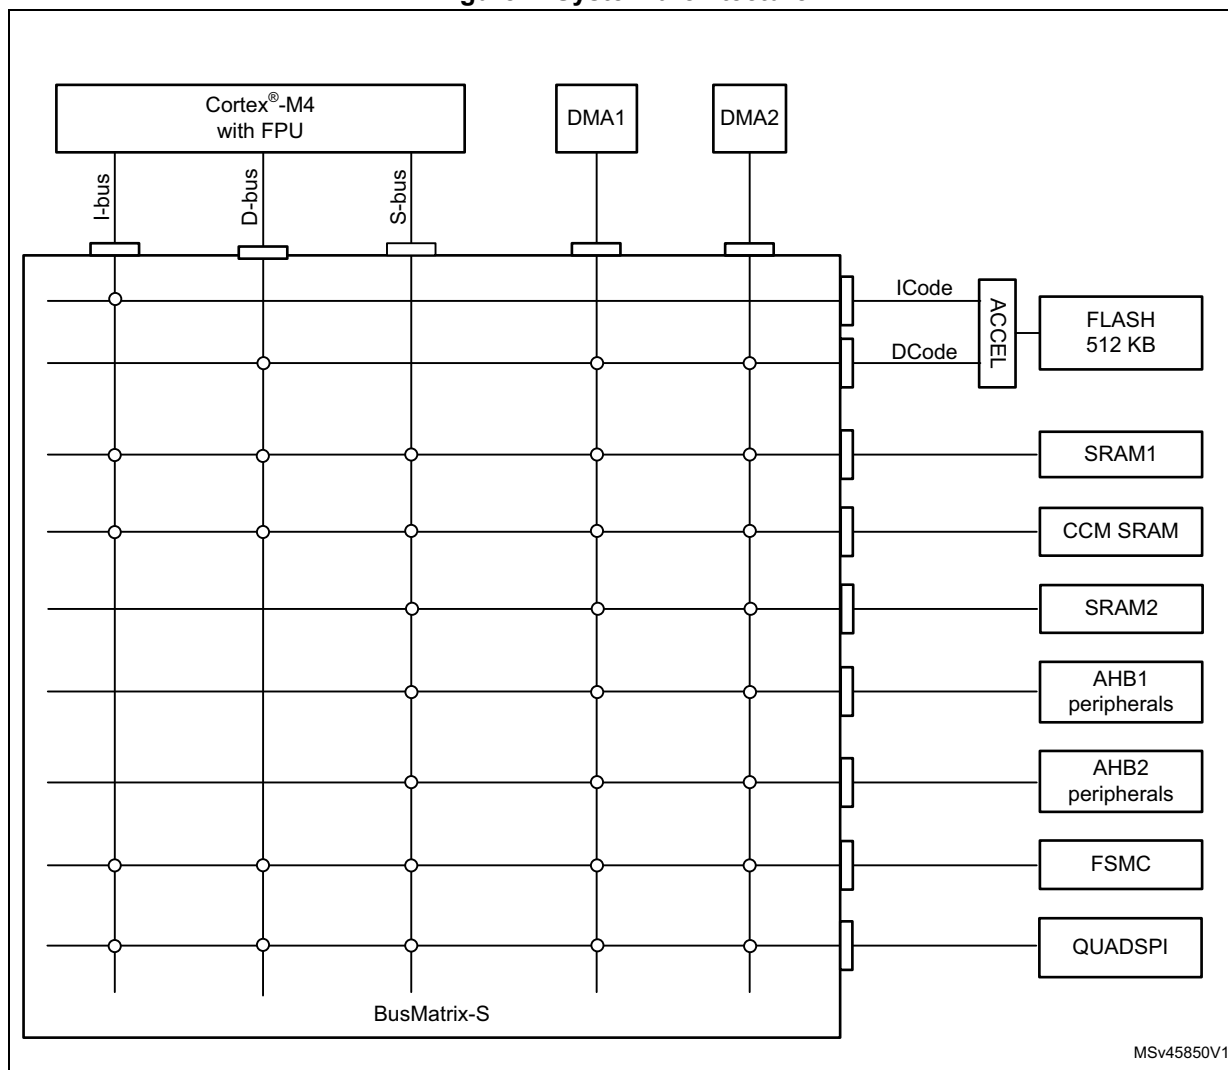 Cortex®-M4
with FPU
DMA1
DMA2
I-bus
D-bus
S-bus
ICode
DCode
ACCEL
FLASH
512 KB
SRAM1
CCM SRAM
SRAM2
AHB1
peripherals
AHB2
peripherals
FSMC
QUADSPI
BusMatrix-S
MSv45850V1